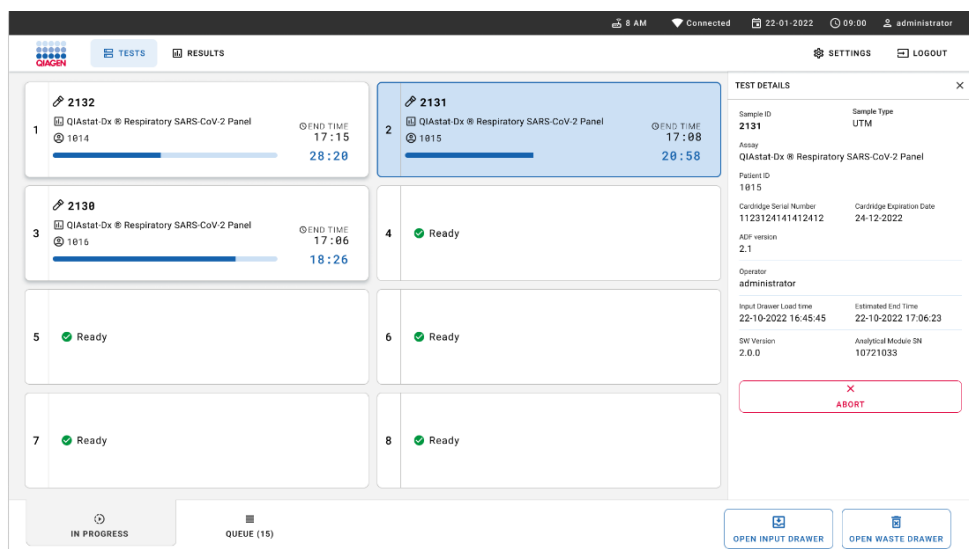 8 AM Connected 22-01-2022 09:00 administrator
QIAGEN TESTS RESULTS SETTINGS LOGOUT
1
2132
QIAstat-Dx ® Respiratory SARS-CoV-2 Panel
1014
END TIME
17:15
28:20
2
2131
QIAstat-Dx ® Respiratory SARS-CoV-2 Panel
1015
END TIME
17:08
20:58
3
2130
QIAstat-Dx ® Respiratory SARS-CoV-2 Panel
1016
END TIME
17:06
18:26
4 Ready
5 Ready
6 Ready
7 Ready
8 Ready
TEST DETAILS
Sample ID
2131
Sample Type
UTM
Assay
QIAstat-Dx ® Respiratory SARS-CoV-2 Panel
Patient ID
1015
Cardridge Serial Number
1123124141412412
Cardridge Expiration Date
24-12-2022
ADF version
2.1
Operator
administrator
Input Drawer Load time
22-10-2022 16:45:45
Estimated End Time
22-10-2022 17:06:23
SW Version
2.0.0
Analytical Module SN
10721033
ABORT
IN PROGRESS
QUEUE (15)
OPEN INPUT DRAWER
OPEN WASTE DRAWER